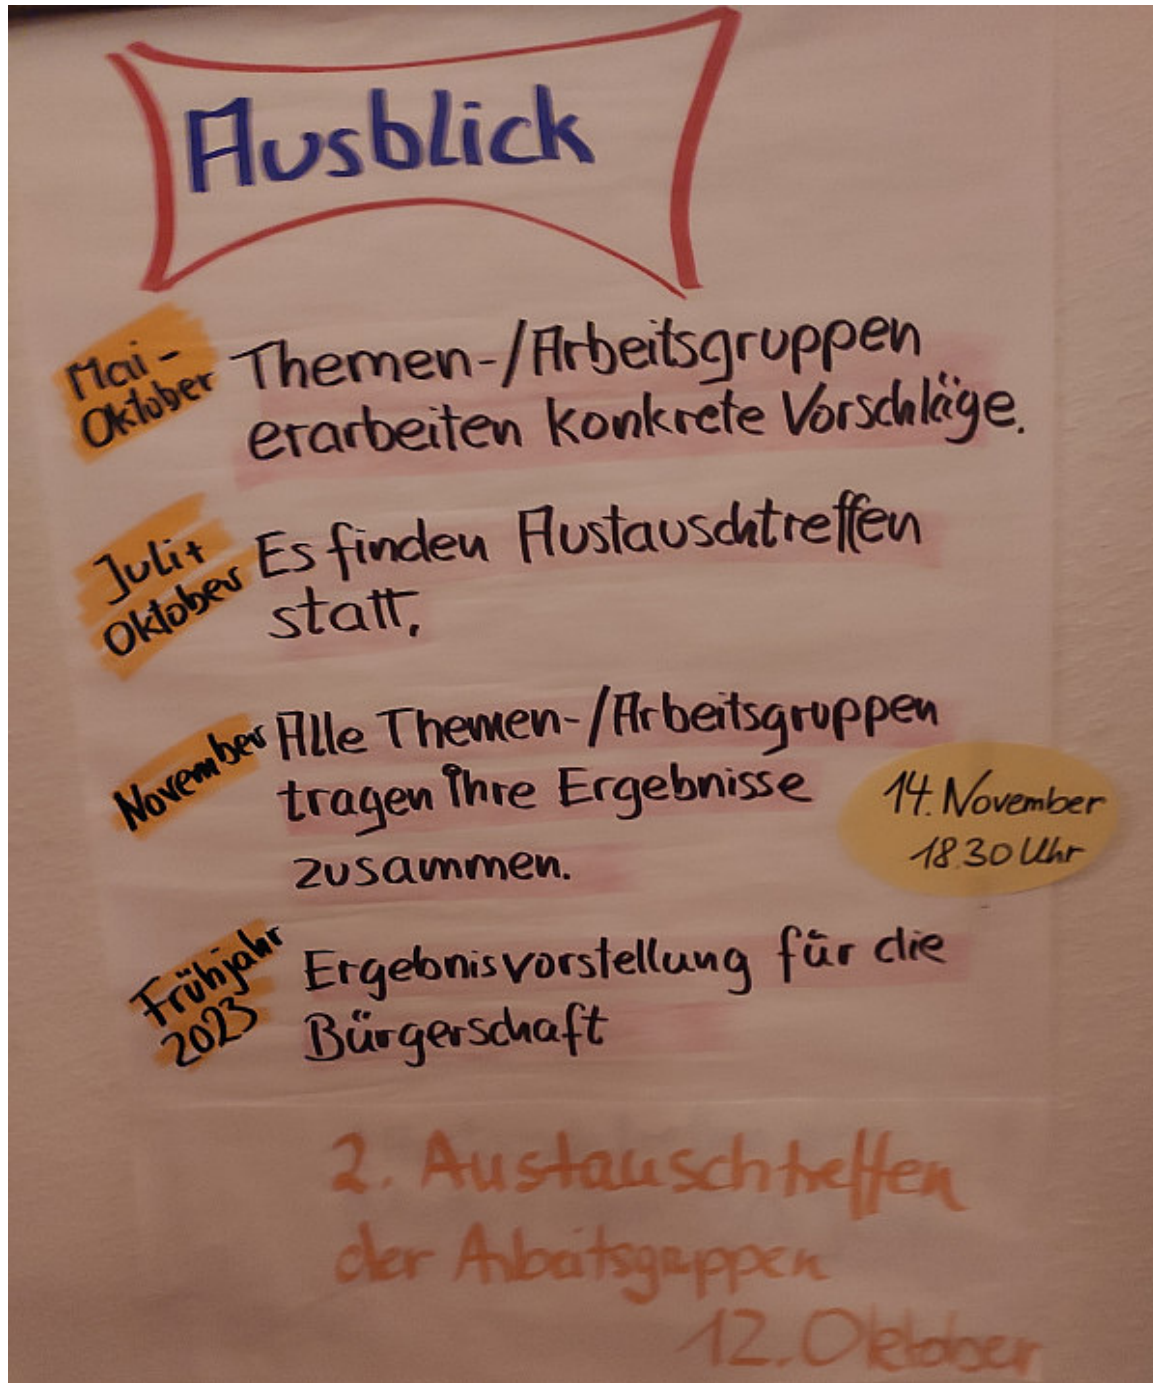 Ausblick
Mai-
Oktober
Themen-/Arbeitsgruppen
erarbeiten konkrete Vorschläge.
Juli+
Oktober
Es finden Austauschtreffen
statt.
November
Alle Themen-/Arbeitsgruppen
tragen ihre Ergebnisse
zusammen.
14. November
18.30 Uhr
Frühjahr
2023
Ergebnisvorstellung für die
Bürgerschaft
2. Austauschtreffen
der Arbeitsgruppen
12. Oktober